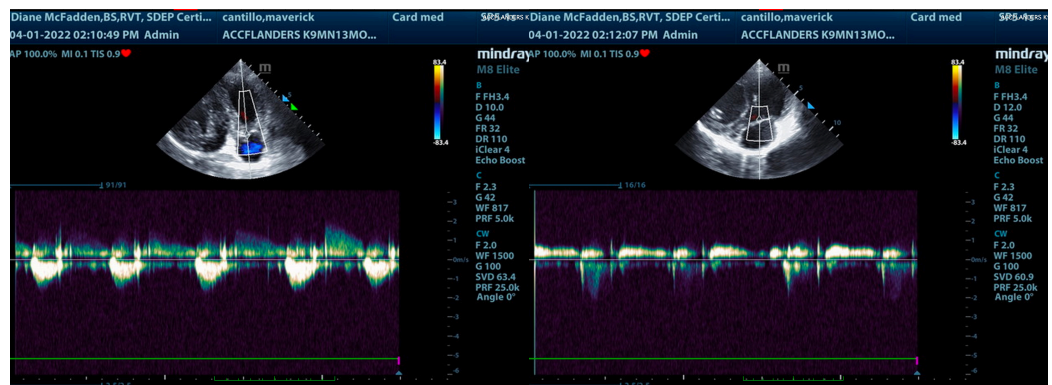 Diane McFadden,BS,RVT, SDEP Certi... cantillo,maverick Card med
04-01-2022 02:10:49 PM Admin ACCFLANDERS K9MN13MO...
AP 100.0% MI 0.1 TIS 0.9
mindray
M8 Elite
m
5
83.4
-83.4
B
F FH3.4
D 10.0
G 44
FR 32
DR 110
iClear 4
Echo Boost
C
F 2.3
G 42
WF 817
PRF 5.0k
CW
F 2.0
WF 1500
G 100
SVD 63.4
PRF 25.0k
Angle 0°
91/91
3
2
1
0m/s
-1
-2
-3
-4
-5
-6
Diane McFadden,BS,RVT, SDEP Certi... cantillo,maverick Card med
04-01-2022 02:12:07 PM Admin ACCFLANDERS K9MN13MO...
AP 100.0% MI 0.1 TIS 0.9
mindray
M8 Elite
m
5
10
83.4
-83.4
B
F FH3.4
D 12.0
G 44
FR 32
DR 110
iClear 4
Echo Boost
C
F 2.3
G 42
WF 817
PRF 5.0k
CW
F 2.0
WF 1500
G 100
SVD 60.9
PRF 25.0k
Angle 0°
16/16
3
2
1
0m/s
-1
-2
-3
-4
-5
-6